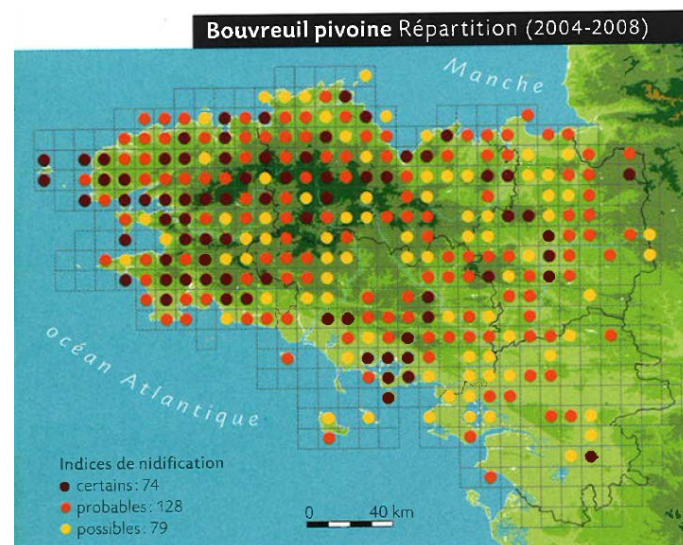 Bouvreuil pivoine Répartition (2004-2008)
Manche
océan Atlantique
Indices de nidification
certains: 74
probables: 128
possibles: 79
0 40 km